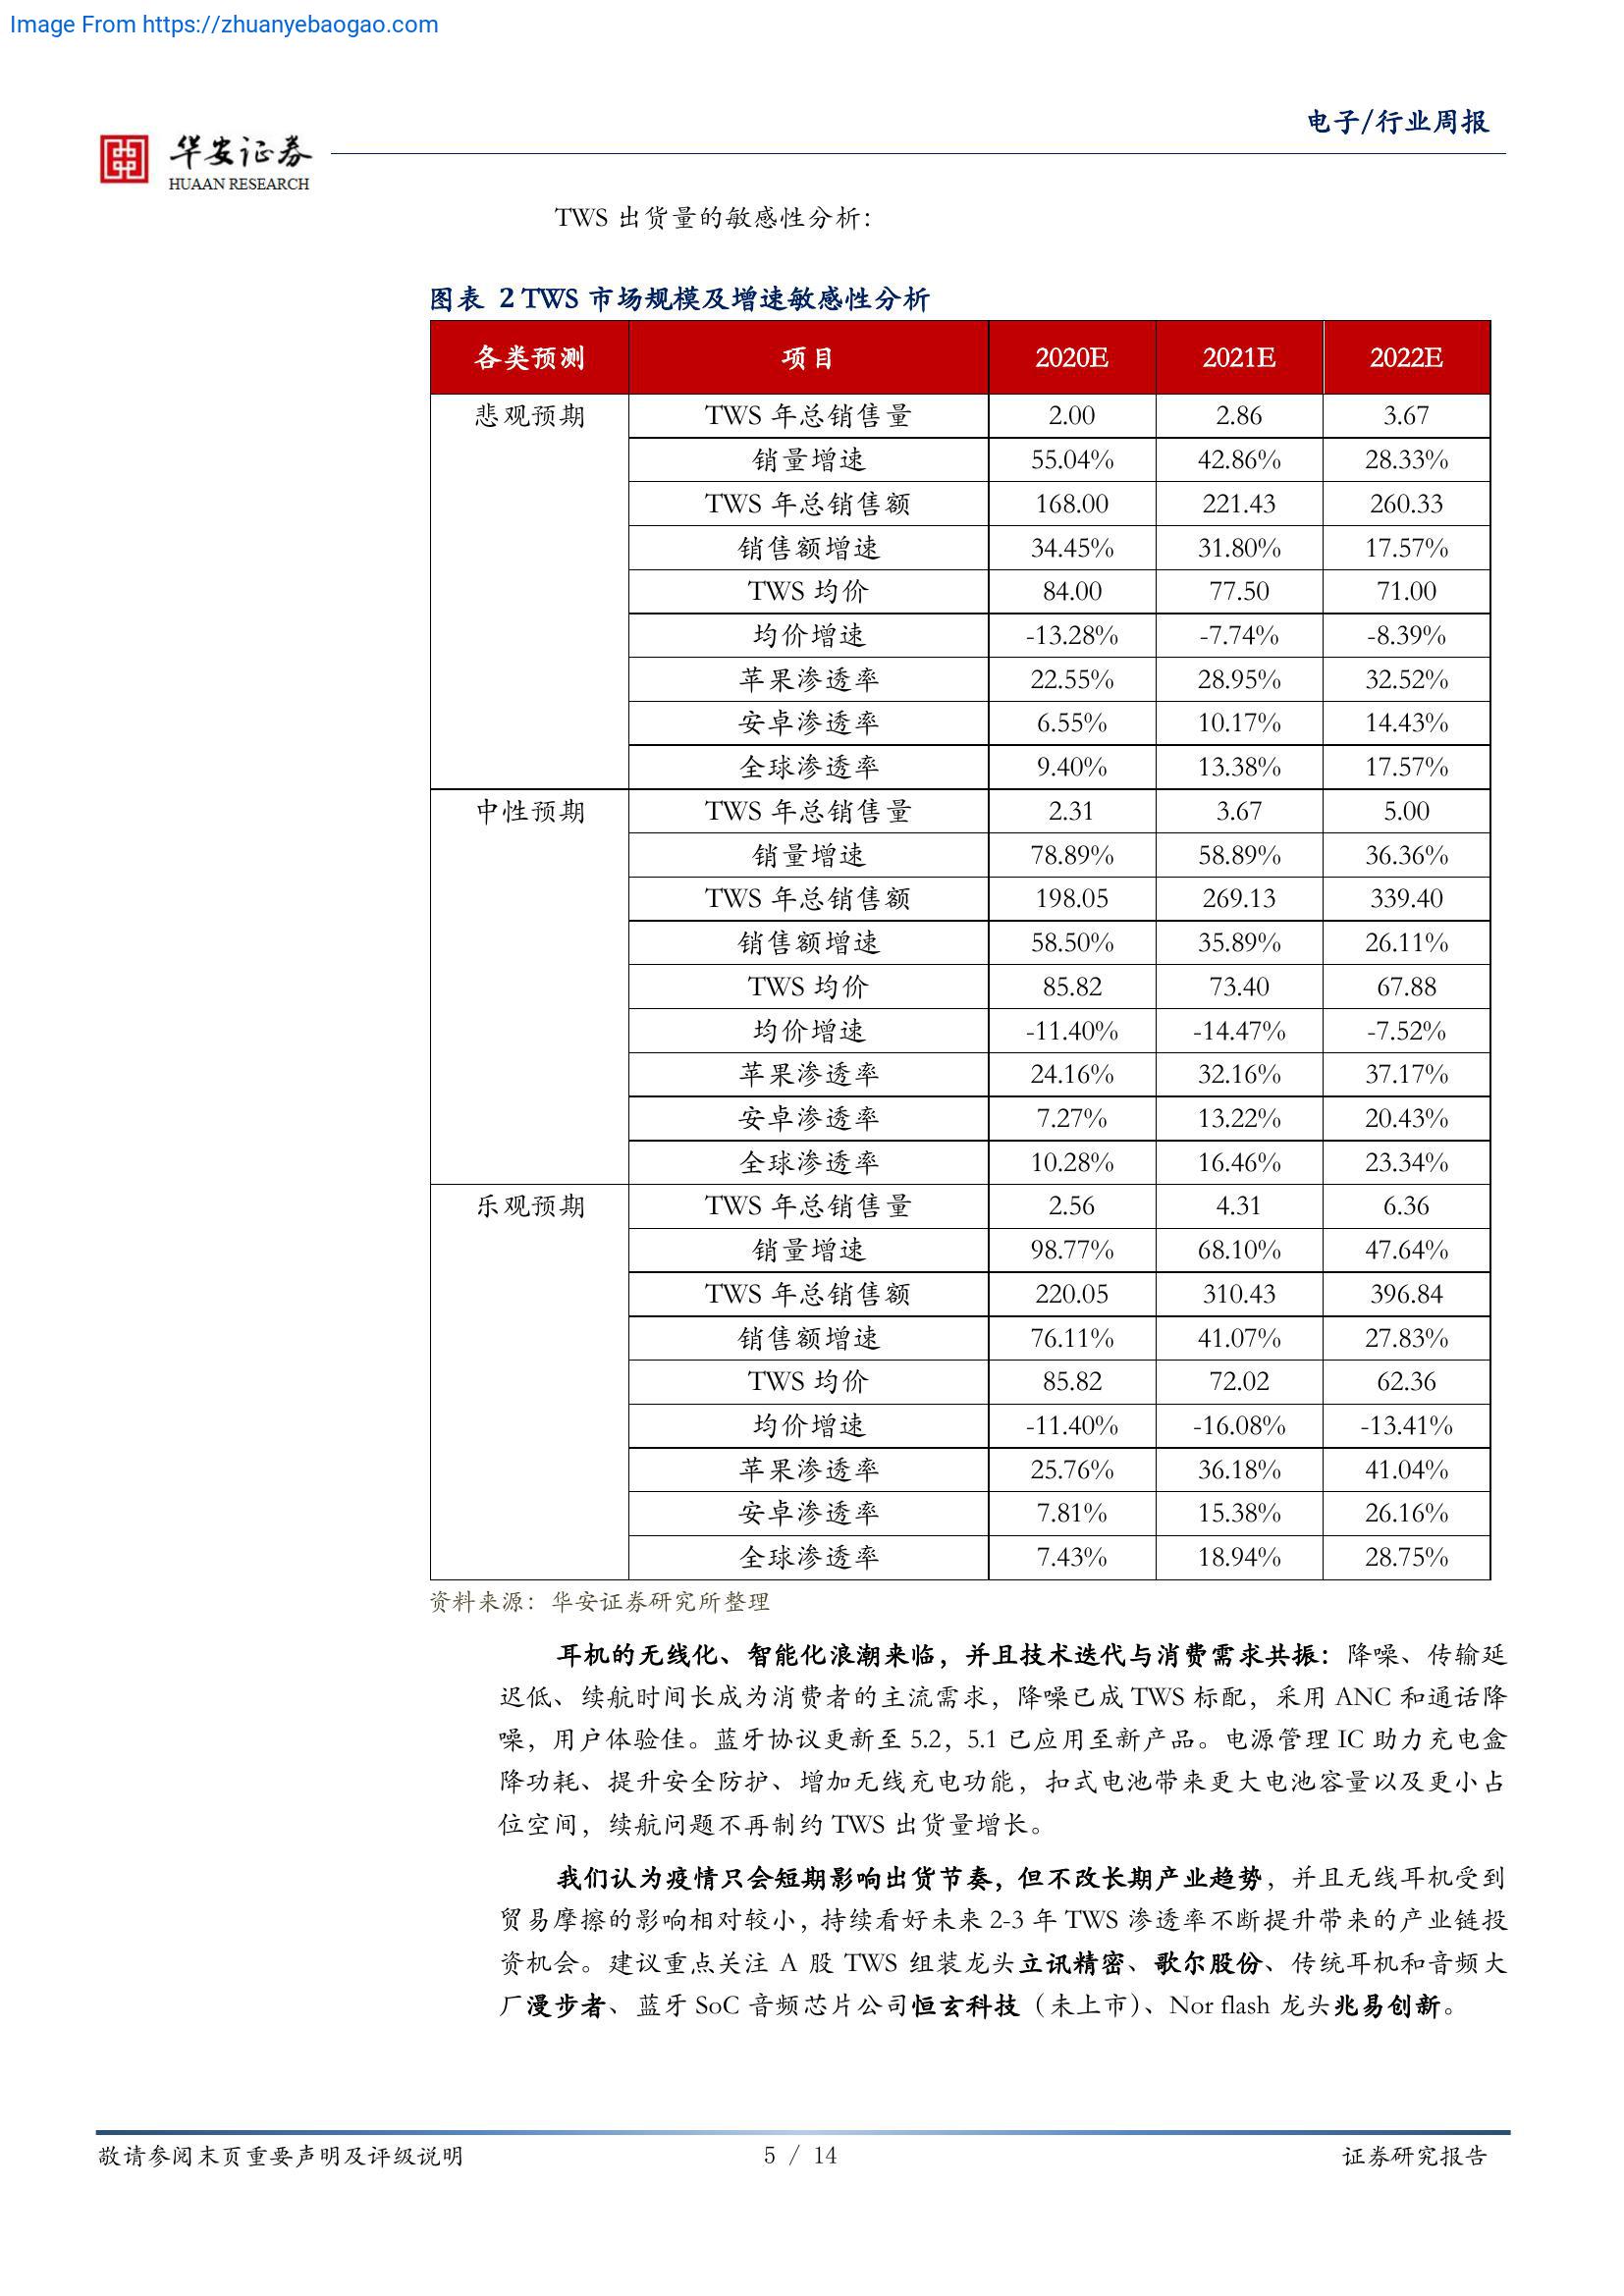 Image From https://zhuanyebaogao.com
电子/行业周报
华安证券
HUAAN RESEARCH
TWS 出货量的敏感性分析：
图表 2 TWS 市场规模及增速敏感性分析
各类预测 项目 2020E 2021E 2022E
悲观预期 TWS 年总销售量 2.00 2.86 3.67
销量增速 55.04% 42.86% 28.33%
TWS 年总销售额 168.00 221.43 260.33
销售额增速 34.45% 31.80% 17.57%
TWS 均价 84.00 77.50 71.00
均价增速 -13.28% -7.74% -8.39%
苹果渗透率 22.55% 28.95% 32.52%
安卓渗透率 6.55% 10.17% 14.43%
全球渗透率 9.40% 13.38% 17.57%
中性预期 TWS 年总销售量 2.31 3.67 5.00
销量增速 78.89% 58.89% 36.36%
TWS 年总销售额 198.05 269.13 339.40
销售额增速 58.50% 35.89% 26.11%
TWS 均价 85.82 73.40 67.88
均价增速 -11.40% -14.47% -7.52%
苹果渗透率 24.16% 32.16% 37.17%
安卓渗透率 7.27% 13.22% 20.43%
全球渗透率 10.28% 16.46% 23.34%
乐观预期 TWS 年总销售量 2.56 4.31 6.36
销量增速 98.77% 68.10% 47.64%
TWS 年总销售额 220.05 310.43 396.84
销售额增速 76.11% 41.07% 27.83%
TWS 均价 85.82 72.02 62.36
均价增速 -11.40% -16.08% -13.41%
苹果渗透率 25.76% 36.18% 41.04%
安卓渗透率 7.81% 15.38% 26.16%
全球渗透率 7.43% 18.94% 28.75%
资料来源：华安证券研究所整理
耳机的无线化、智能化浪潮来临，并且技术迭代与消费需求共振：降噪、传输延
迟低、续航时间长成为消费者的主流需求，降噪已成 TWS 标配，采用 ANC 和通话降
噪，用户体验佳。蓝牙协议更新至 5.2，5.1 已应用至新产品。电源管理 IC 助力充电盒
降功耗、提升安全防护、增加无线充电功能，扣式电池带来更大电池容量以及更小占
位空间，续航问题不再制约 TWS 出货量增长。
我们认为疫情只会短期影响出货节奏，但不改长期产业趋势，并且无线耳机受到
贸易摩擦的影响相对较小，持续看好未来 2-3 年 TWS 渗透率不断提升带来的产业链投
资机会。建议重点关注 A 股 TWS 组装龙头立讯精密、歌尔股份、传统耳机和音频大
厂漫步者、蓝牙 SoC 音频芯片公司恒玄科技（未上市）、Nor flash 龙头兆易创新。
敬请参阅末页重要声明及评级说明 5 / 14 证券研究报告